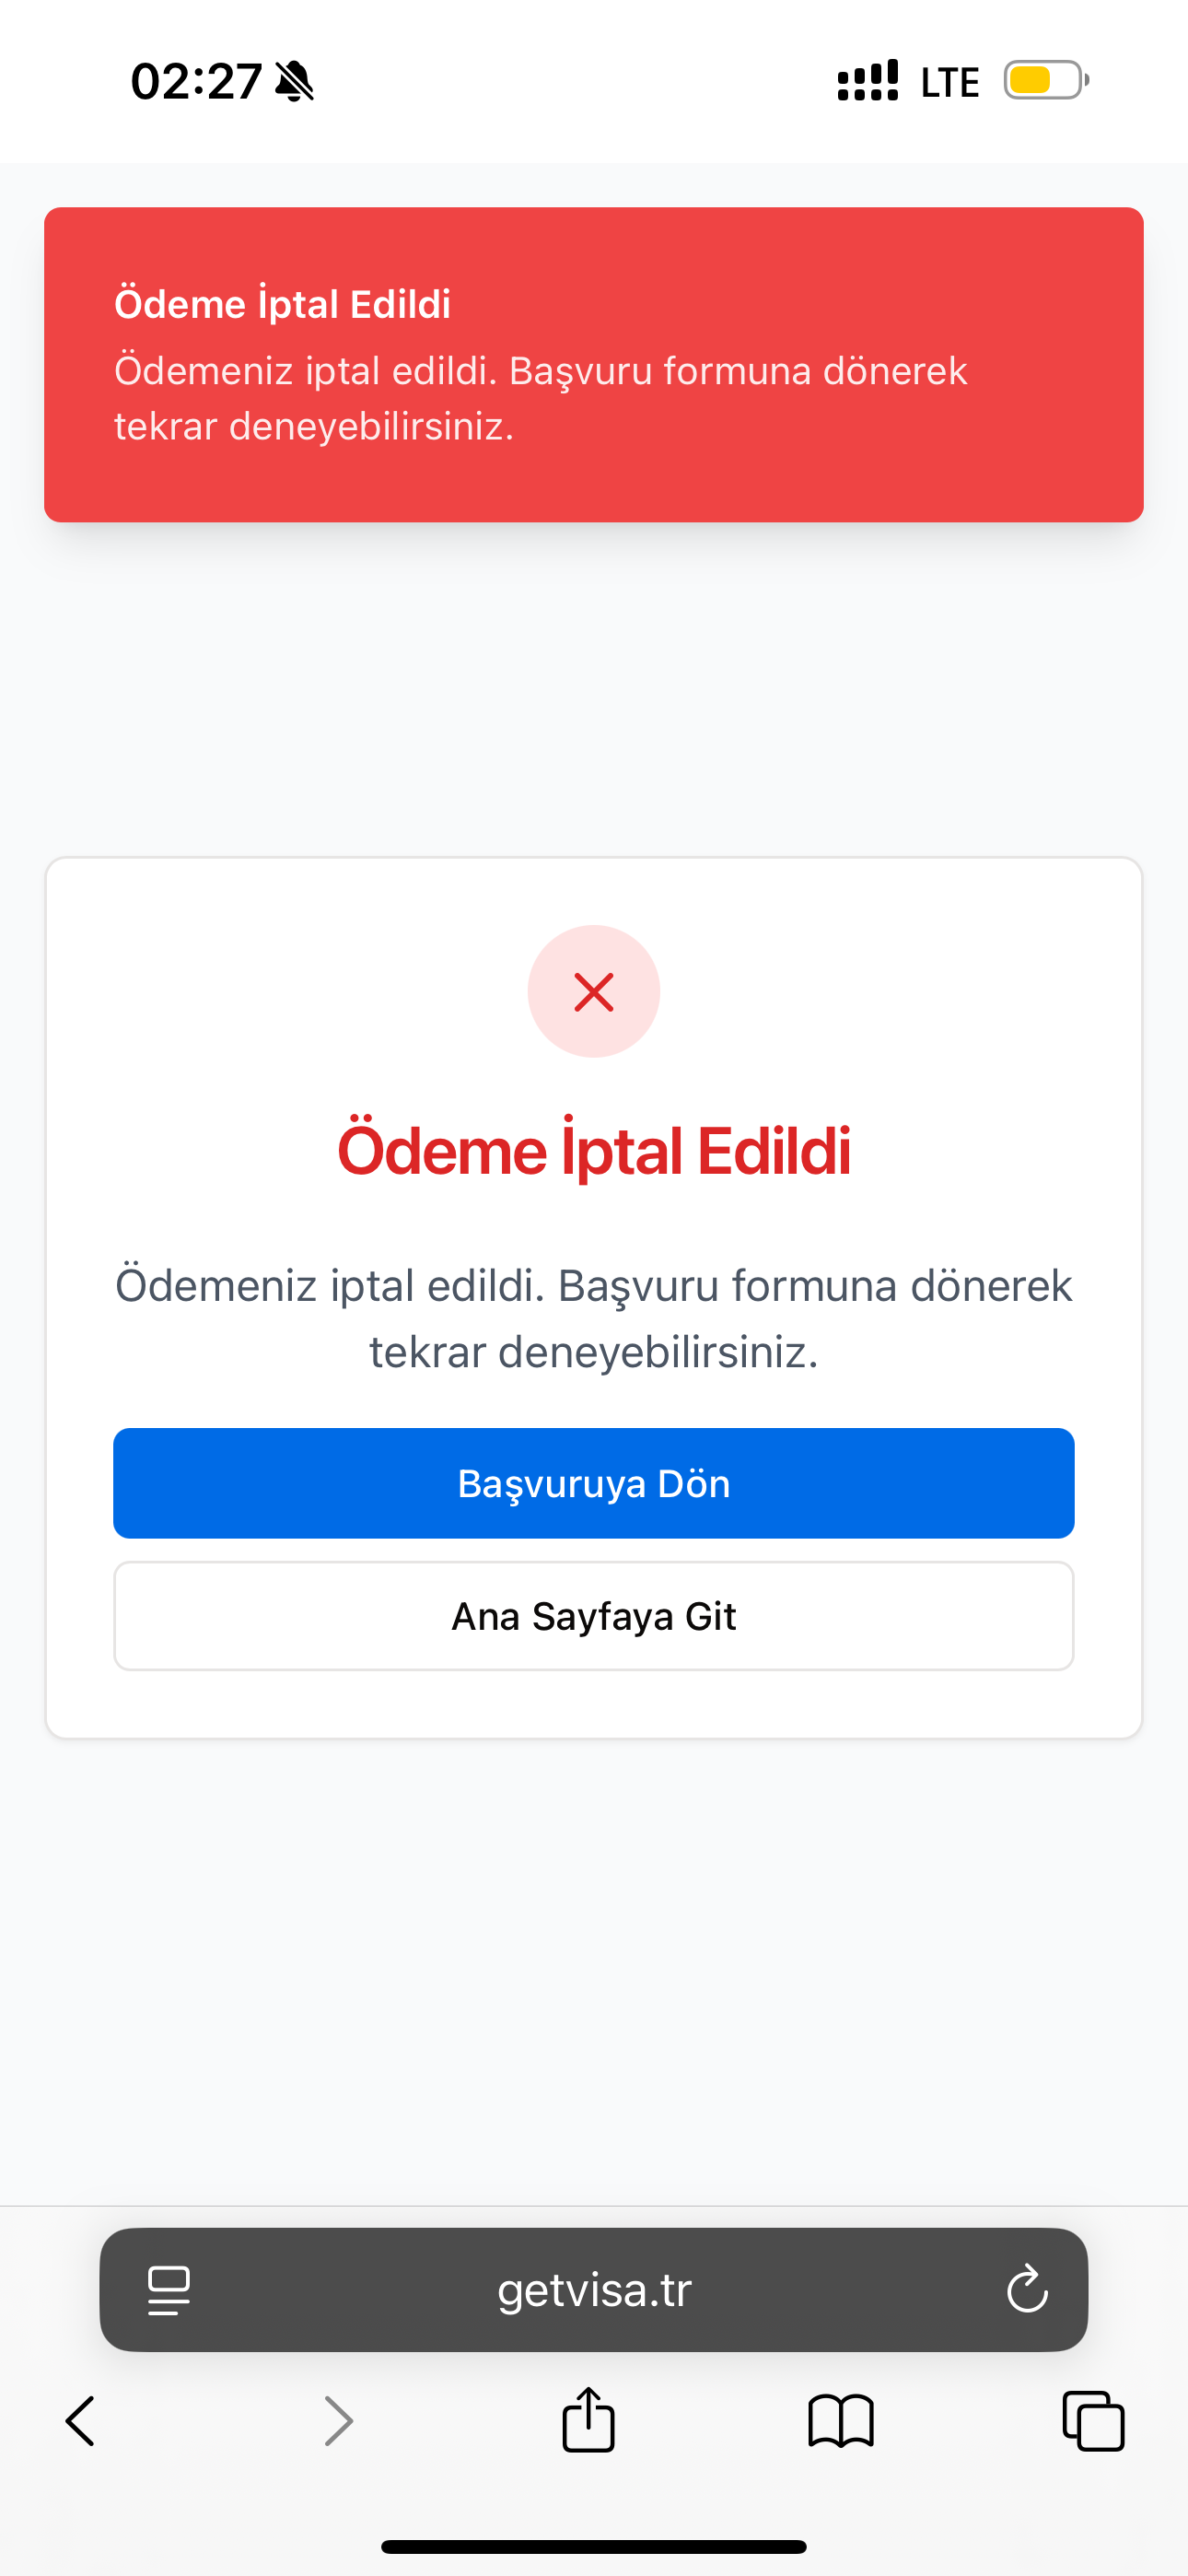 02:27
LTE
Ödeme İptal Edildi
Ödemeniz iptal edildi. Başvuru formuna dönerek
tekrar deneyebilirsiniz.
Ödeme İptal Edildi
Ödemeniz iptal edildi. Başvuru formuna dönerek
tekrar deneyebilirsiniz.
Başvuruya Dön
Ana Sayfaya Git
getvisa.tr